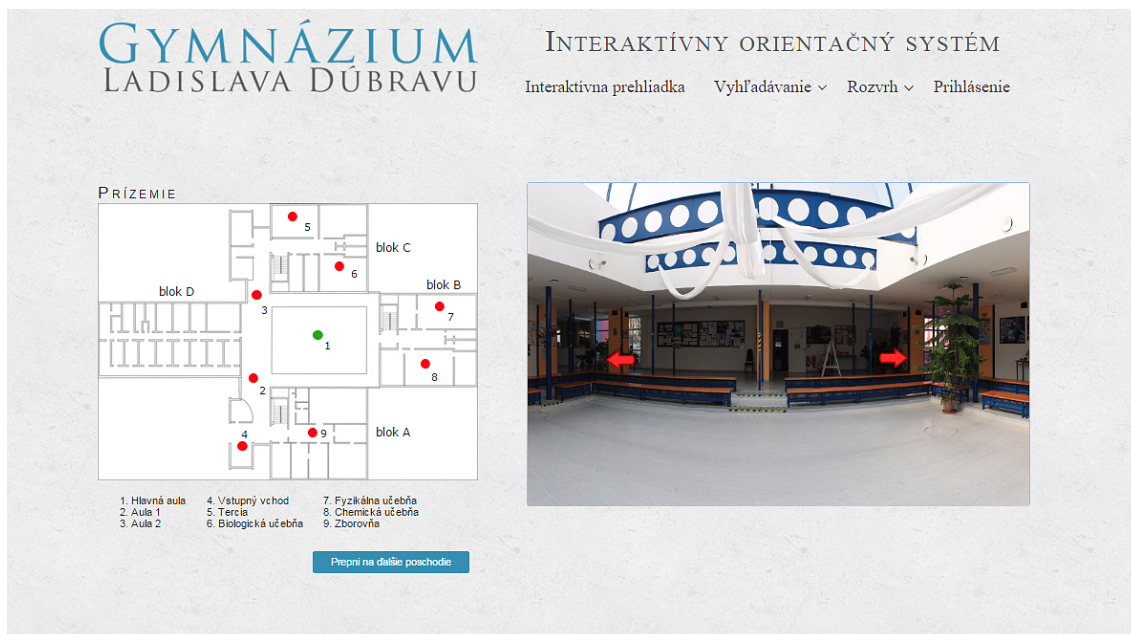 GYMNÁZIUM
LADISLAVA DÚBRAVU
INTERAKTÍVNY ORIENTAČNÝ SYSTÉM
Interaktívna prehliadka Vyhľadávanie Rozvrh Prihlásenie
PRÍZEMIE
5
blok C
6
blok D
blok B
3
7
1
8
2
4
9
blok A
1. Hlavná aula 4. Vstupný vchod 7. Fyzikálna učebňa
2. Aula 1 5. Tercia 8. Chemická učebňa
3. Aula 2 6. Biologická učebňa 9. Zborovňa
Prepni na ďalšie poschodie